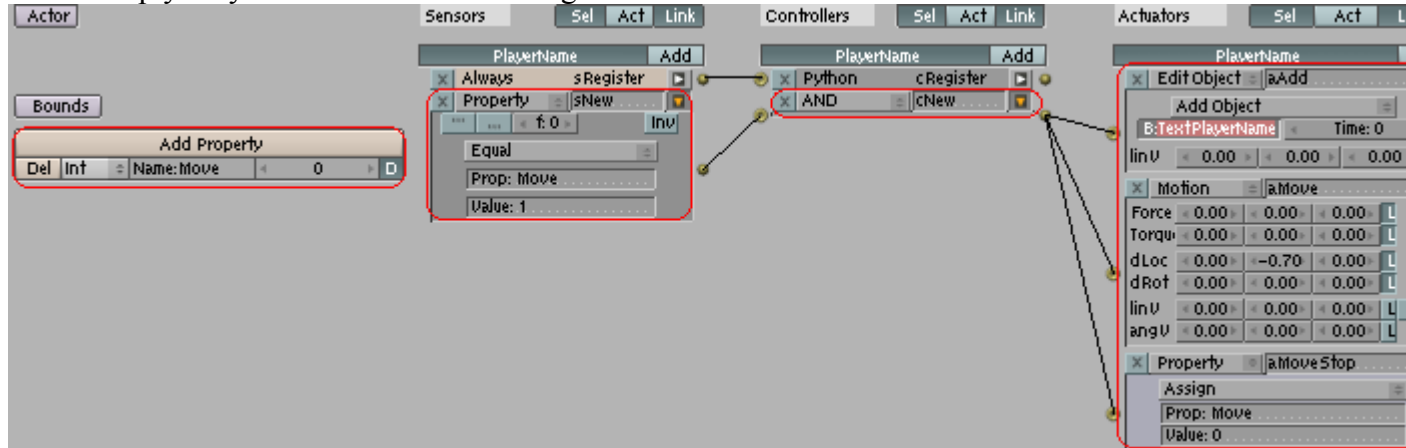 Actor Sensors Sel Act Link Controllers Sel Act Link Actuators Sel Act L
PlayerName Add PlayerName Add PlayerName
X Always sRegister X Python cRegister X Edit Object aAdd
Bounds X Property sNew X AND cNew Add Object
f: 0 Inv B:TextPlayerName Time: 0
Add Property Equal linV 0.00 0.00 0.00
Del Int Name:Move 0 D Prop: Move X Motion aMove
Value: 1 Force 0.00 0.00 0.00 L
Torqu 0.00 0.00 0.00 L
dLoc 0.00 -0.70 0.00 L
dRot 0.00 0.00 0.00 L
linV 0.00 0.00 0.00 L
angV 0.00 0.00 0.00 L
X Property aMoveStop
Assign
Prop: Move
Value: 0